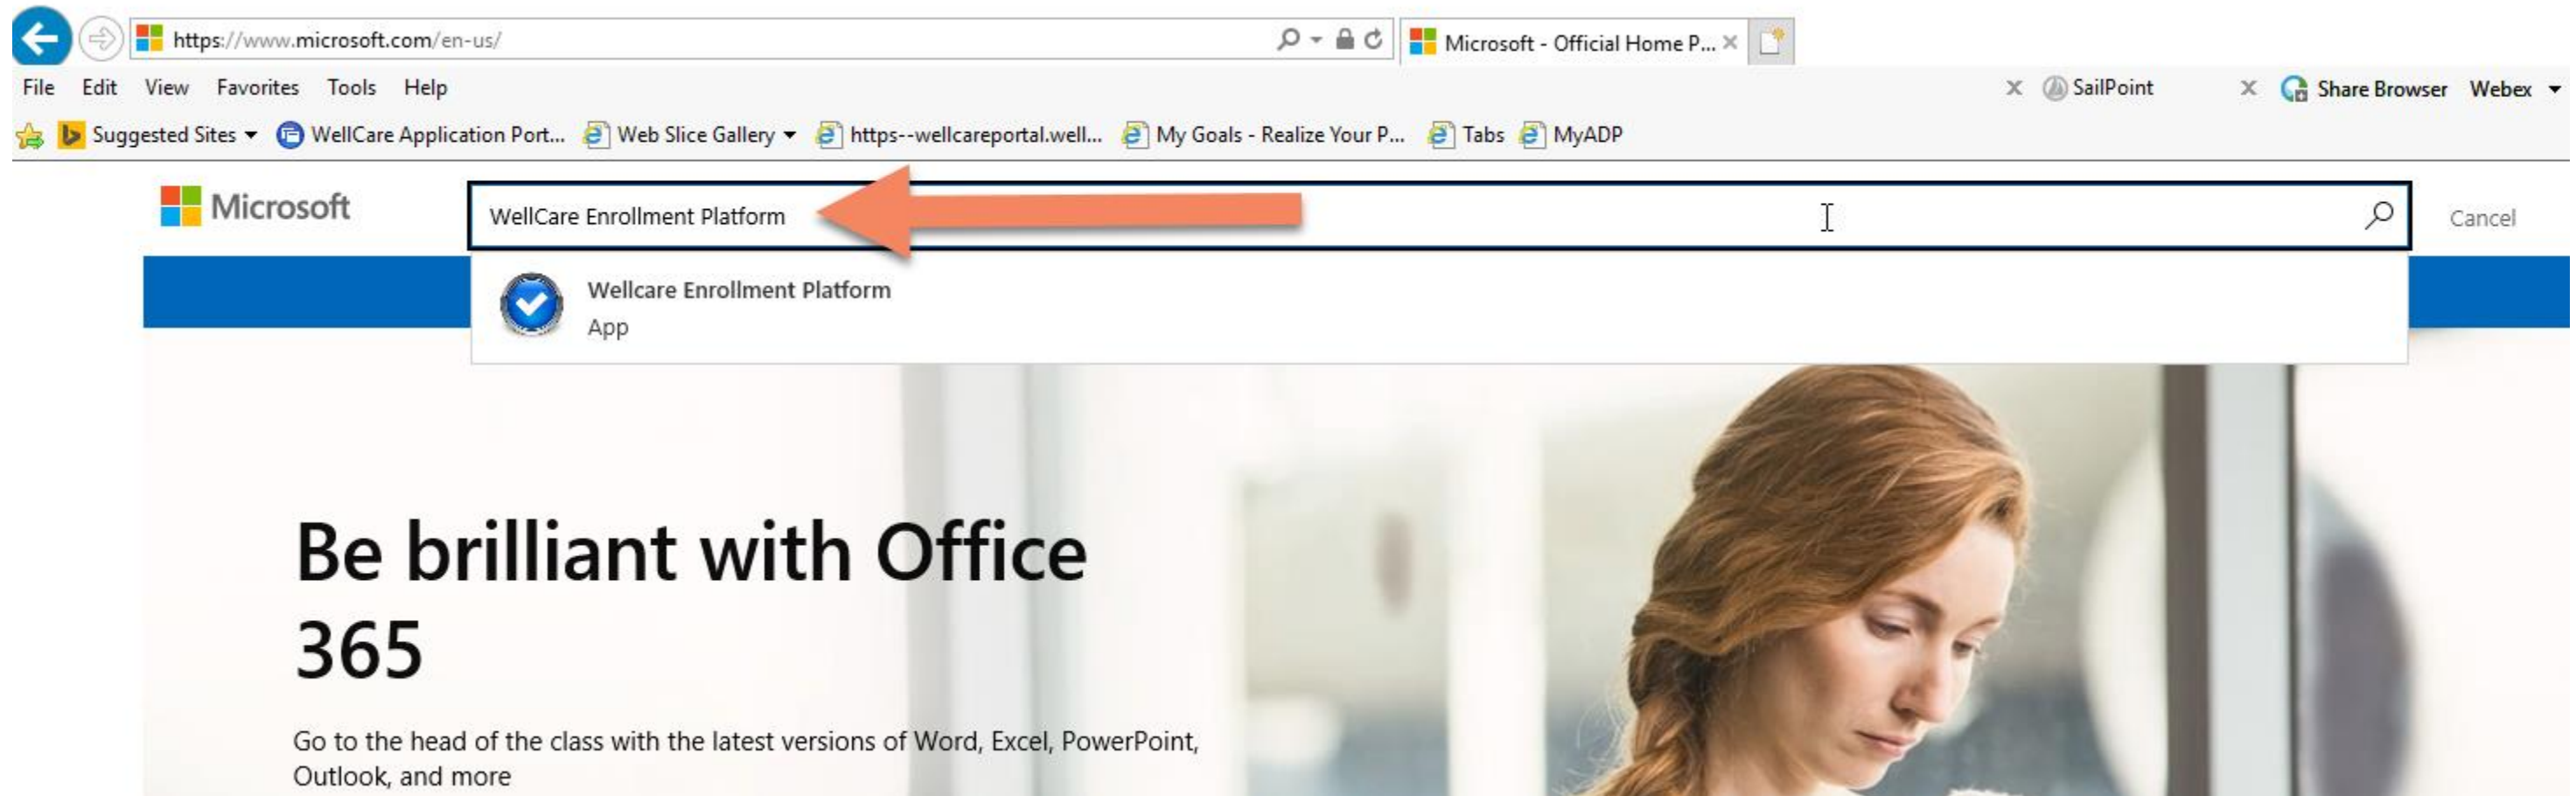 https://www.microsoft.com/en-us/
Microsoft - Official Home P...
File Edit View Favorites Tools Help
SailPoint
Share Browser Webex
Suggested Sites WellCare Application Port... Web Slice Gallery https--wellcareportal.well... My Goals - Realize Your P... Tabs MyADP
Microsoft
WellCare Enrollment Platform
Cancel
Wellcare Enrollment Platform
App
Be brilliant with Office
365
Go to the head of the class with the latest versions of Word, Excel, PowerPoint,
Outlook, and more